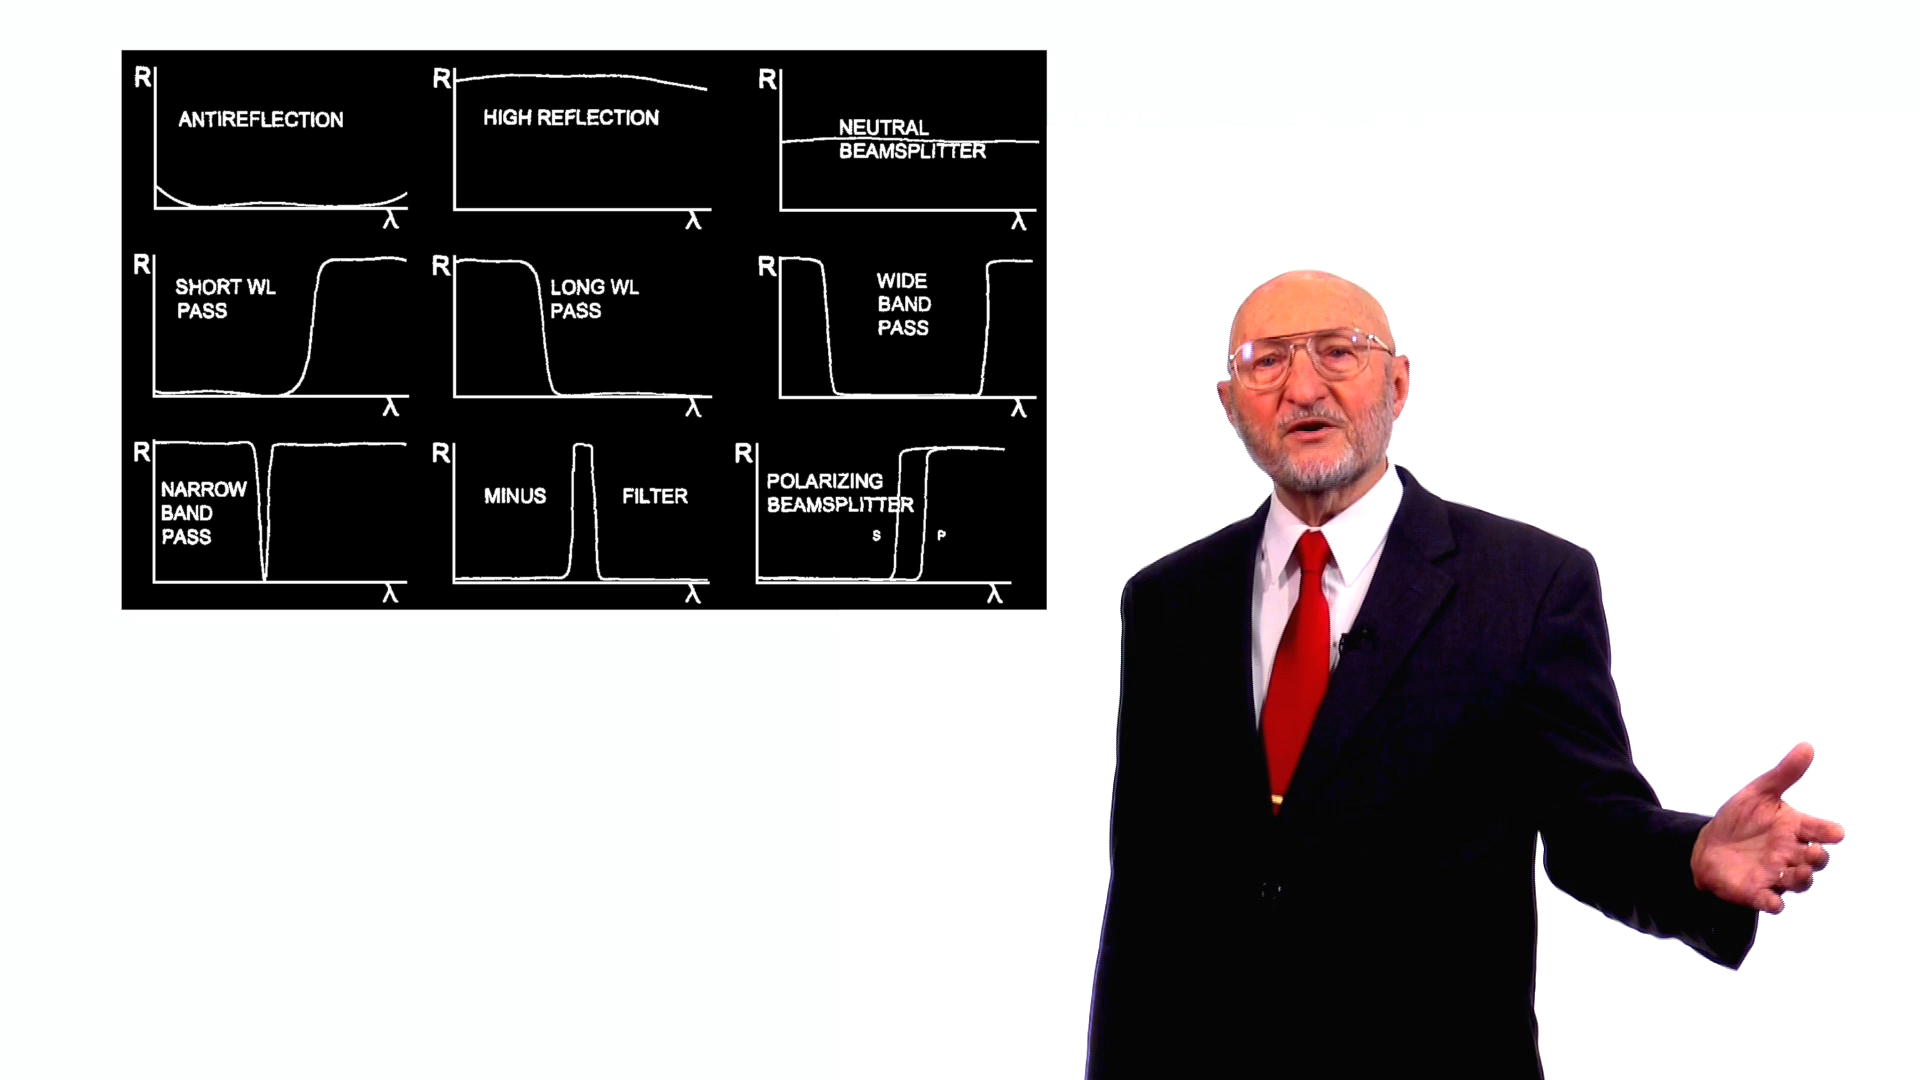 R
ANTIREFLECTION
λ
R
HIGH REFLECTION
λ
R
NEUTRAL
BEAMSPLITTER
λ
R
SHORT WL
PASS
λ
R
LONG WL
PASS
λ
R
WIDE
BAND
PASS
λ
R
NARROW
BAND
PASS
λ
R
MINUS FILTER
λ
R
POLARIZING
BEAMSPLITTER
S P
λ